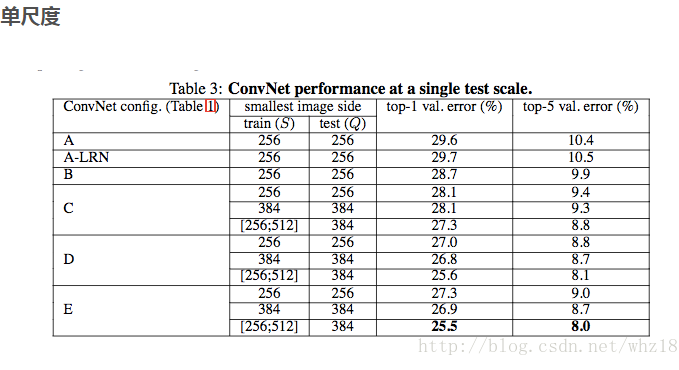 单尺度
Table 3: ConvNet performance at a single test scale.
ConvNet config. (Table 1) smallest image side top-1 val. error (%) top-5 val. error (%)
train (S) test (Q)
A 256 256 29.6 10.4
A-LRN 256 256 29.7 10.5
B 256 256 28.7 9.9
256 256 28.1 9.4
C 384 384 28.1 9.3
[256;512] 384 27.3 8.8
256 256 27.0 8.8
D 384 384 26.8 8.7
[256;512] 384 25.6 8.1
256 256 27.3 9.0
E 384 384 26.9 8.7
[256;512] 384 25.5 8.0
http://blog.csdn.net/whz18